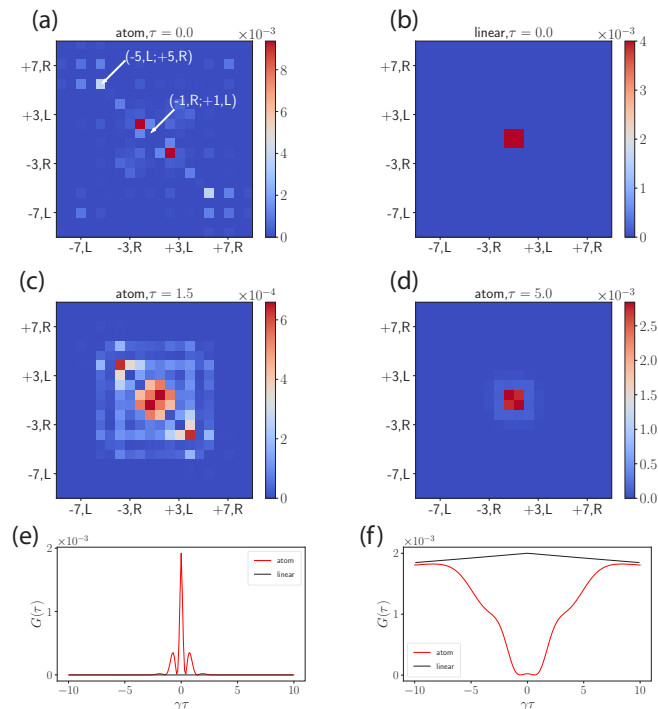 (a)
atom,τ = 0.0
×10⁻³
(-5,L;+5,R)
(-1,R;+1,L)
+7,R
+3,L
-3,R
-7,L
-7,L
-3,R
+3,L
+7,R
8
6
4
2
0
(b)
linear,τ = 0.0
×10⁻³
+7,R
+3,L
-3,R
-7,L
-7,L
-3,R
+3,L
+7,R
4
3
2
1
0
(c)
atom,τ = 1.5
×10⁻⁴
+7,R
+3,L
-3,R
-7,L
-7,L
-3,R
+3,L
+7,R
6
4
2
0
(d)
atom,τ = 5.0
×10⁻³
+7,R
+3,L
-3,R
-7,L
-7,L
-3,R
+3,L
+7,R
2.5
2.0
1.5
1.0
0.5
0.0
(e)
×10⁻³
2
1
0
G(τ)
atom
linear
−10
−5
0
5
10
γτ
(f)
×10⁻³
2
1
0
G(τ)
atom
linear
−10
−5
0
5
10
γτ